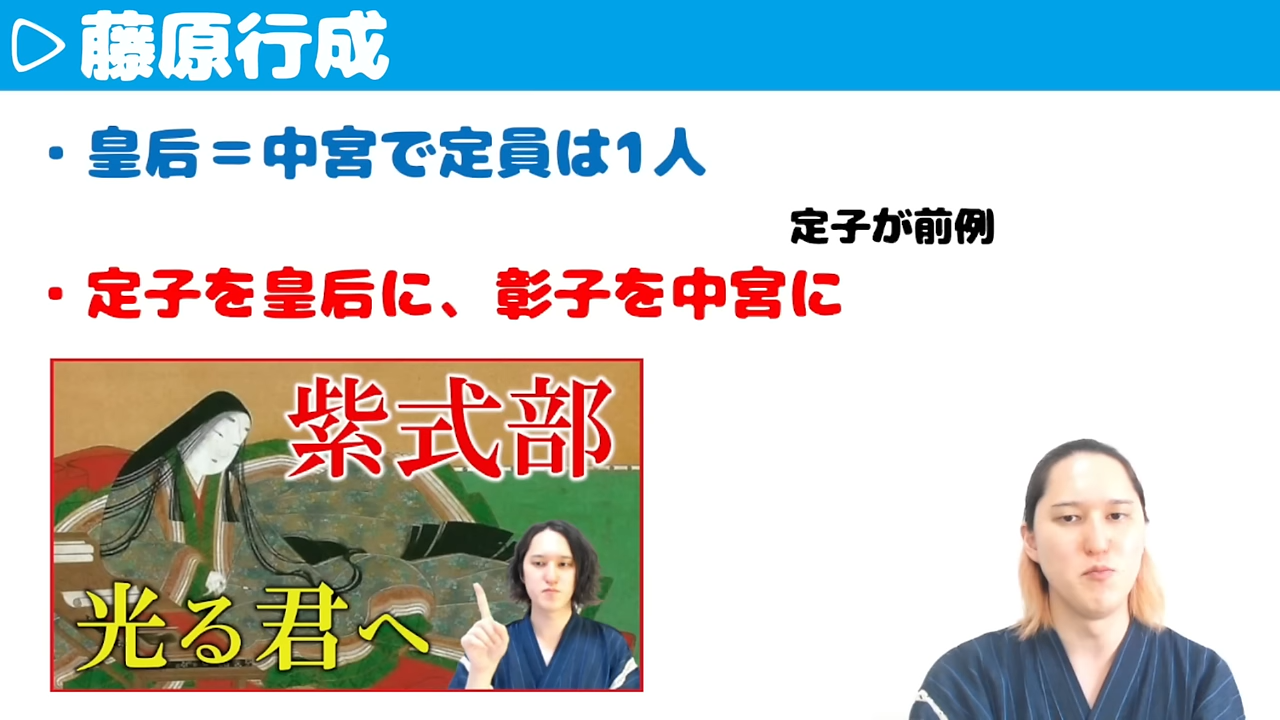 藤原行成
・皇后＝中宮で定員は1人
定子が前例
・定子を皇后に、彰子を中宮に
紫式部
光る君へ